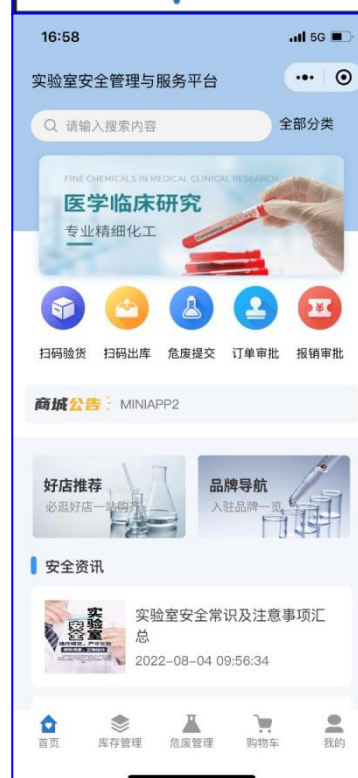 16:58
5G
实验室安全管理与服务平台
请输入搜索内容
全部分类
FINE CHEMICALS IN MEDICAL CLINICAL RESEARCH
医学临床研究
专业精细化工
扫码验货
扫码出库
危废提交
订单审批
报销审批
商城公告
MINIAPP2
好店推荐
必逛好店一站购齐
品牌导航
入驻品牌一览
安全资讯
实验室
安全
实验室安全常识及注意事项汇
总
2022-08-04 09:56:34
首页
库存管理
危废管理
购物车
我的